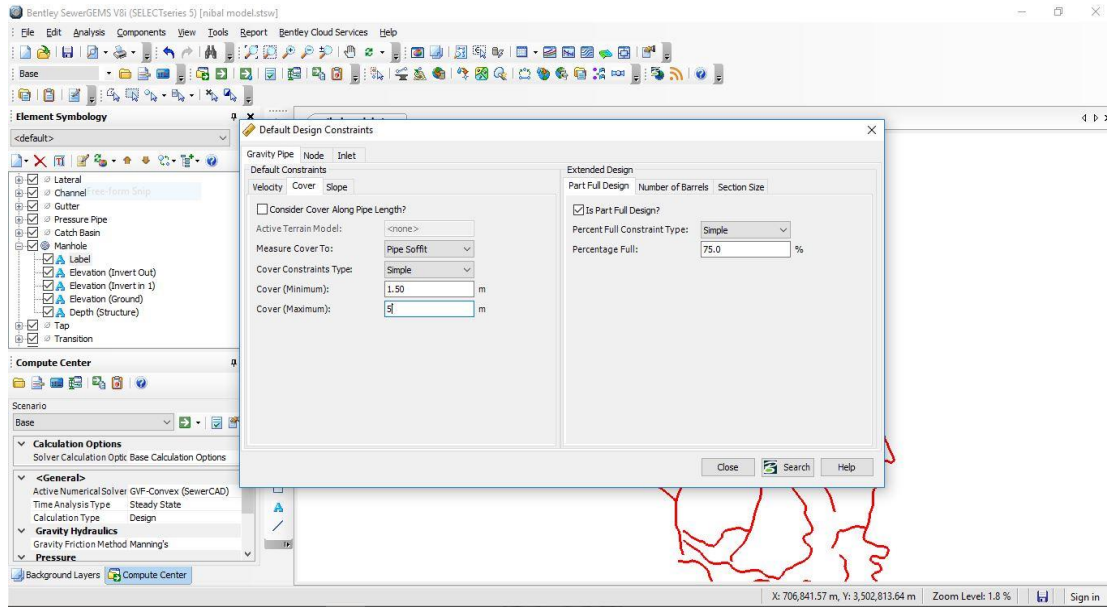 Bentley SewerGEMS V8i (SELECTseries 5) [nibal model.stsw]
File Edit Analysis Components View Tools Report Bentley Cloud Services Help
Base
Element Symbology
<default>
Lateral
Channel
Gutter
Pressure Pipe
Catch Basin
Manhole
Label
Elevation (Invert Out)
Elevation (Invert in 1)
Elevation (Ground)
Depth (Structure)
Tap
Transition
Free-form Snip
Compute Center
Scenario
Base
Calculation Options
Solver Calculation Optic Base Calculation Options
<General>
Active Numerical Solver GVF-Convex (SewerCAD)
Time Analysis Type Steady State
Calculation Type Design
Gravity Hydraulics
Gravity Friction Method Manning's
Pressure
Background Layers Compute Center
Default Design Constraints
Gravity Pipe Node Inlet
Default Constraints
Velocity Cover Slope
Consider Cover Along Pipe Length?
Active Terrain Model: <none>
Measure Cover To: Pipe Soffit
Cover Constraints Type: Simple
Cover (Minimum): 1.50 m
Cover (Maximum): 5 m
Extended Design
Part Full Design Number of Barrels Section Size
Is Part Full Design?
Percent Full Constraint Type: Simple
Percentage Full: 75.0 %
Close Search Help
X: 706,841.57 m, Y: 3,502,813.64 m Zoom Level: 1.8 % Sign in